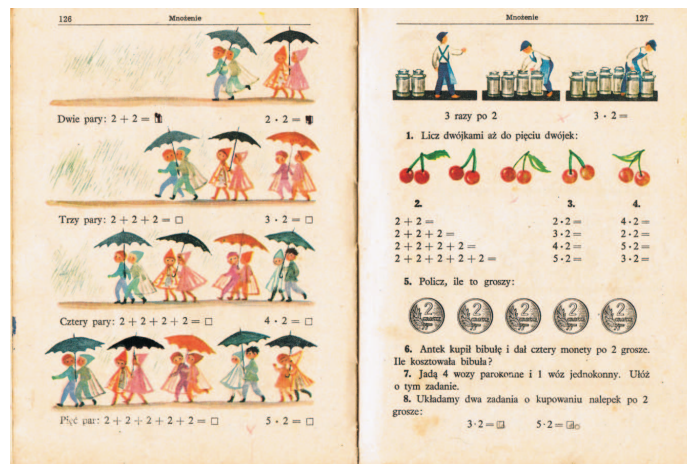 126 Mnożenie
Dwie pary: 2 + 2 = 2 · 2 =
Trzy pary: 2 + 2 + 2 = □ 3 · 2 = □
Cztery pary: 2 + 2 + 2 + 2 = □ 4 · 2 = □
Pięć par: 2 + 2 + 2 + 2 + 2 = □ 5 · 2 = □
Mnożenie 127
3 razy po 2 3 · 2 =
1. Licz dwójkami aż do pięciu dwójek:
2. 3. 4.
2 + 2 = 2 · 2 = 4 · 2 =
2 + 2 + 2 = 3 · 2 = 2 · 2 =
2 + 2 + 2 + 2 = 4 · 2 = 5 · 2 =
2 + 2 + 2 + 2 + 2 = 5 · 2 = 3 · 2 =
5. Policz, ile to groszy:
2 2 2 2 2
6. Antek kupił bibułę i dał cztery monety po 2 grosze.
Ile kosztowała bibuła?
7. Jadą 4 wozy parokonne i 1 wóz jednokonny. Ułóż
o tym zadanie.
8. Układamy dwa zadania o kupowaniu nalepek po 2
grosze:
3 · 2 = □ 5 · 2 = □